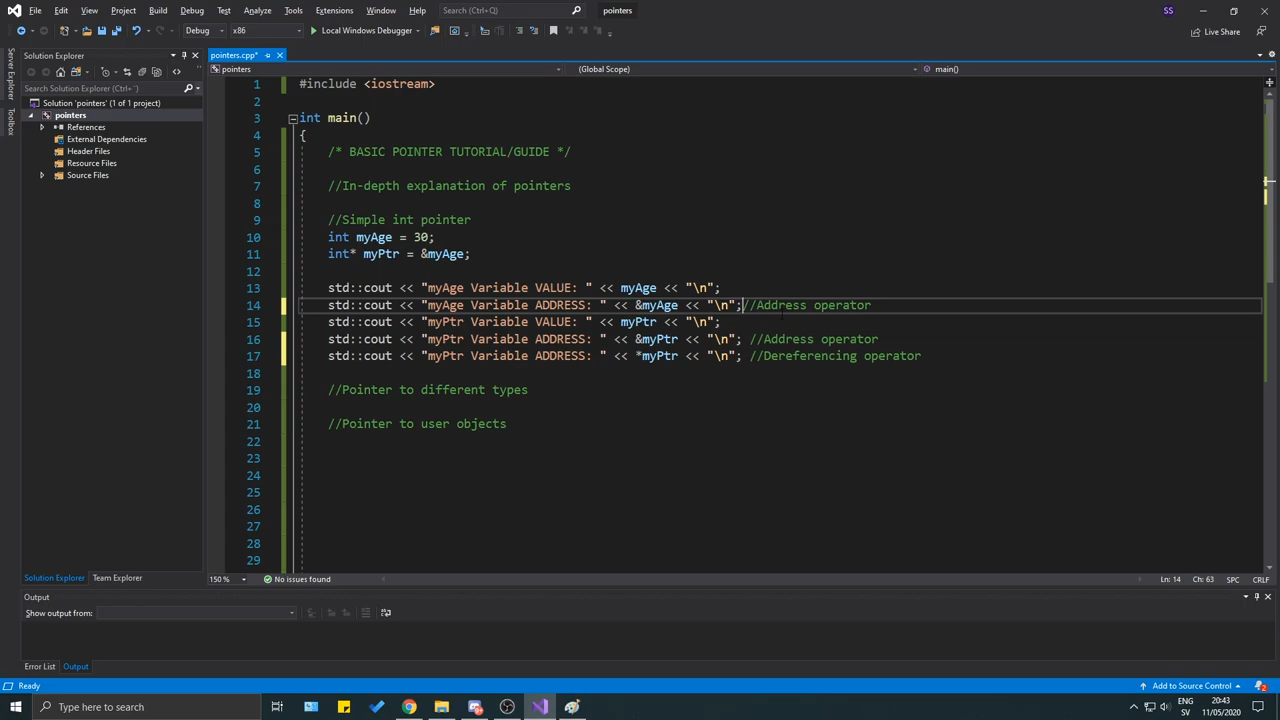 File Edit View Project Build Debug Test Analyze Tools Extensions Window Help Search (Ctrl+Q) pointers SS
Debug x86 Local Windows Debugger Live Share
Server Explorer
Toolbox
Solution Explorer
Search Solution Explorer (Ctrl+¨)
Solution 'pointers' (1 of 1 project)
pointers
References
External Dependencies
Header Files
Resource Files
Source Files
Solution Explorer Team Explorer
pointers.cpp*
pointers (Global Scope) main()
1 #include <iostream>
2
3 int main()
4 {
5 /* BASIC POINTER TUTORIAL/GUIDE */
6
7 //In-depth explanation of pointers
8
9 //Simple int pointer
10 int myAge = 30;
11 int* myPtr = &myAge;
12
13 std::cout << "myAge Variable VALUE: " << myAge << "\n";
14 std::cout << "myAge Variable ADDRESS: " << &myAge << "\n";//Address operator
15 std::cout << "myPtr Variable VALUE: " << myPtr << "\n";
16 std::cout << "myPtr Variable ADDRESS: " << &myPtr << "\n"; //Address operator
17 std::cout << "myPtr Variable ADDRESS: " << *myPtr << "\n"; //Dereferencing operator
18
19 //Pointer to different types
20
21 //Pointer to user objects
22
23
24
25
26
27
28
29
150 % No issues found Ln: 14 Ch: 63 SPC CRLF
Output
Show output from:
Error List Output
Ready Add to Source Control 2
Type here to search ENG 20:43
SV 11/05/2020 2